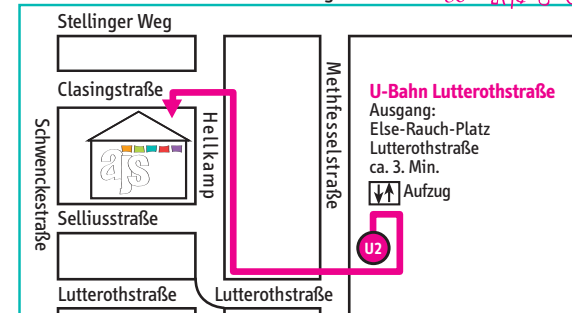 Stellinger Weg
Clasingstraße
Schwenckestraße
Hellkamp
ajs
Selliusstraße
Lutterothstraße
Lutterothstraße
Methfesselstraße
U-Bahn Lutterothstraße
Ausgang:
Else-Rauch-Platz
Lutterothstraße
ca. 3. Min.
Aufzug
U2